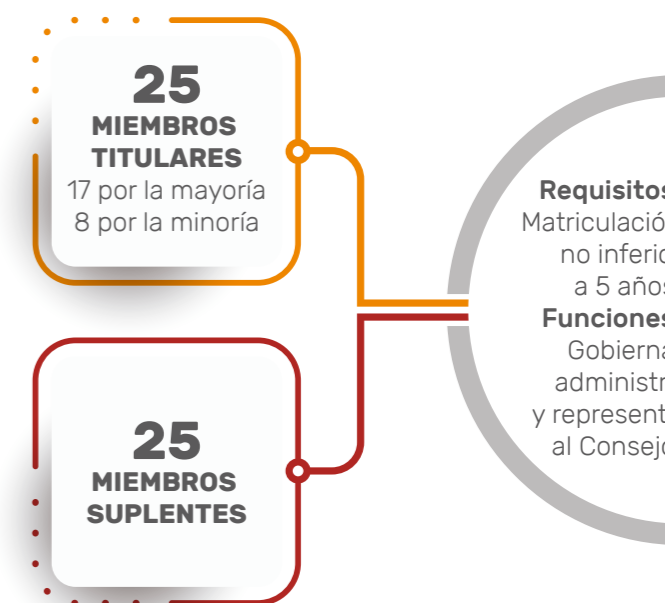 25
MIEMBROS
TITULARES
17 por la mayoría
8 por la minoría
25
MIEMBROS
SUPLENTES
Requisitos
Matriculació
no inferio
a 5 años
Funciones
Gobierna
administr
y represent
al Consejo